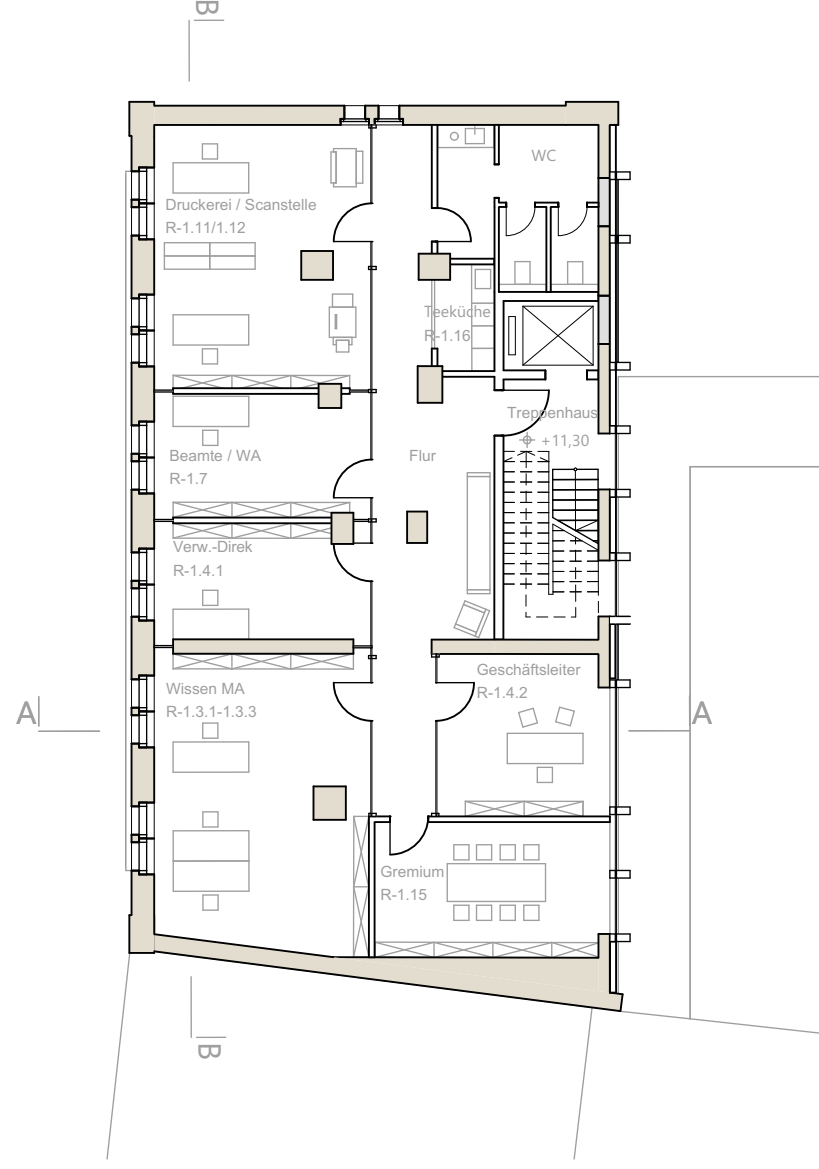 B
WC
Druckerei / Scanstelle
R-1.11/1.12
Teeküche
R-1.16
Treppenhaus
+11,30
Beamte / WA
R-1.7
Flur
Verw.-Direk
R-1.4.1
Geschäftsleiter
R-1.4.2
Wissen MA
R-1.3.1-1.3.3
A
A
Gremium
R-1.15
B